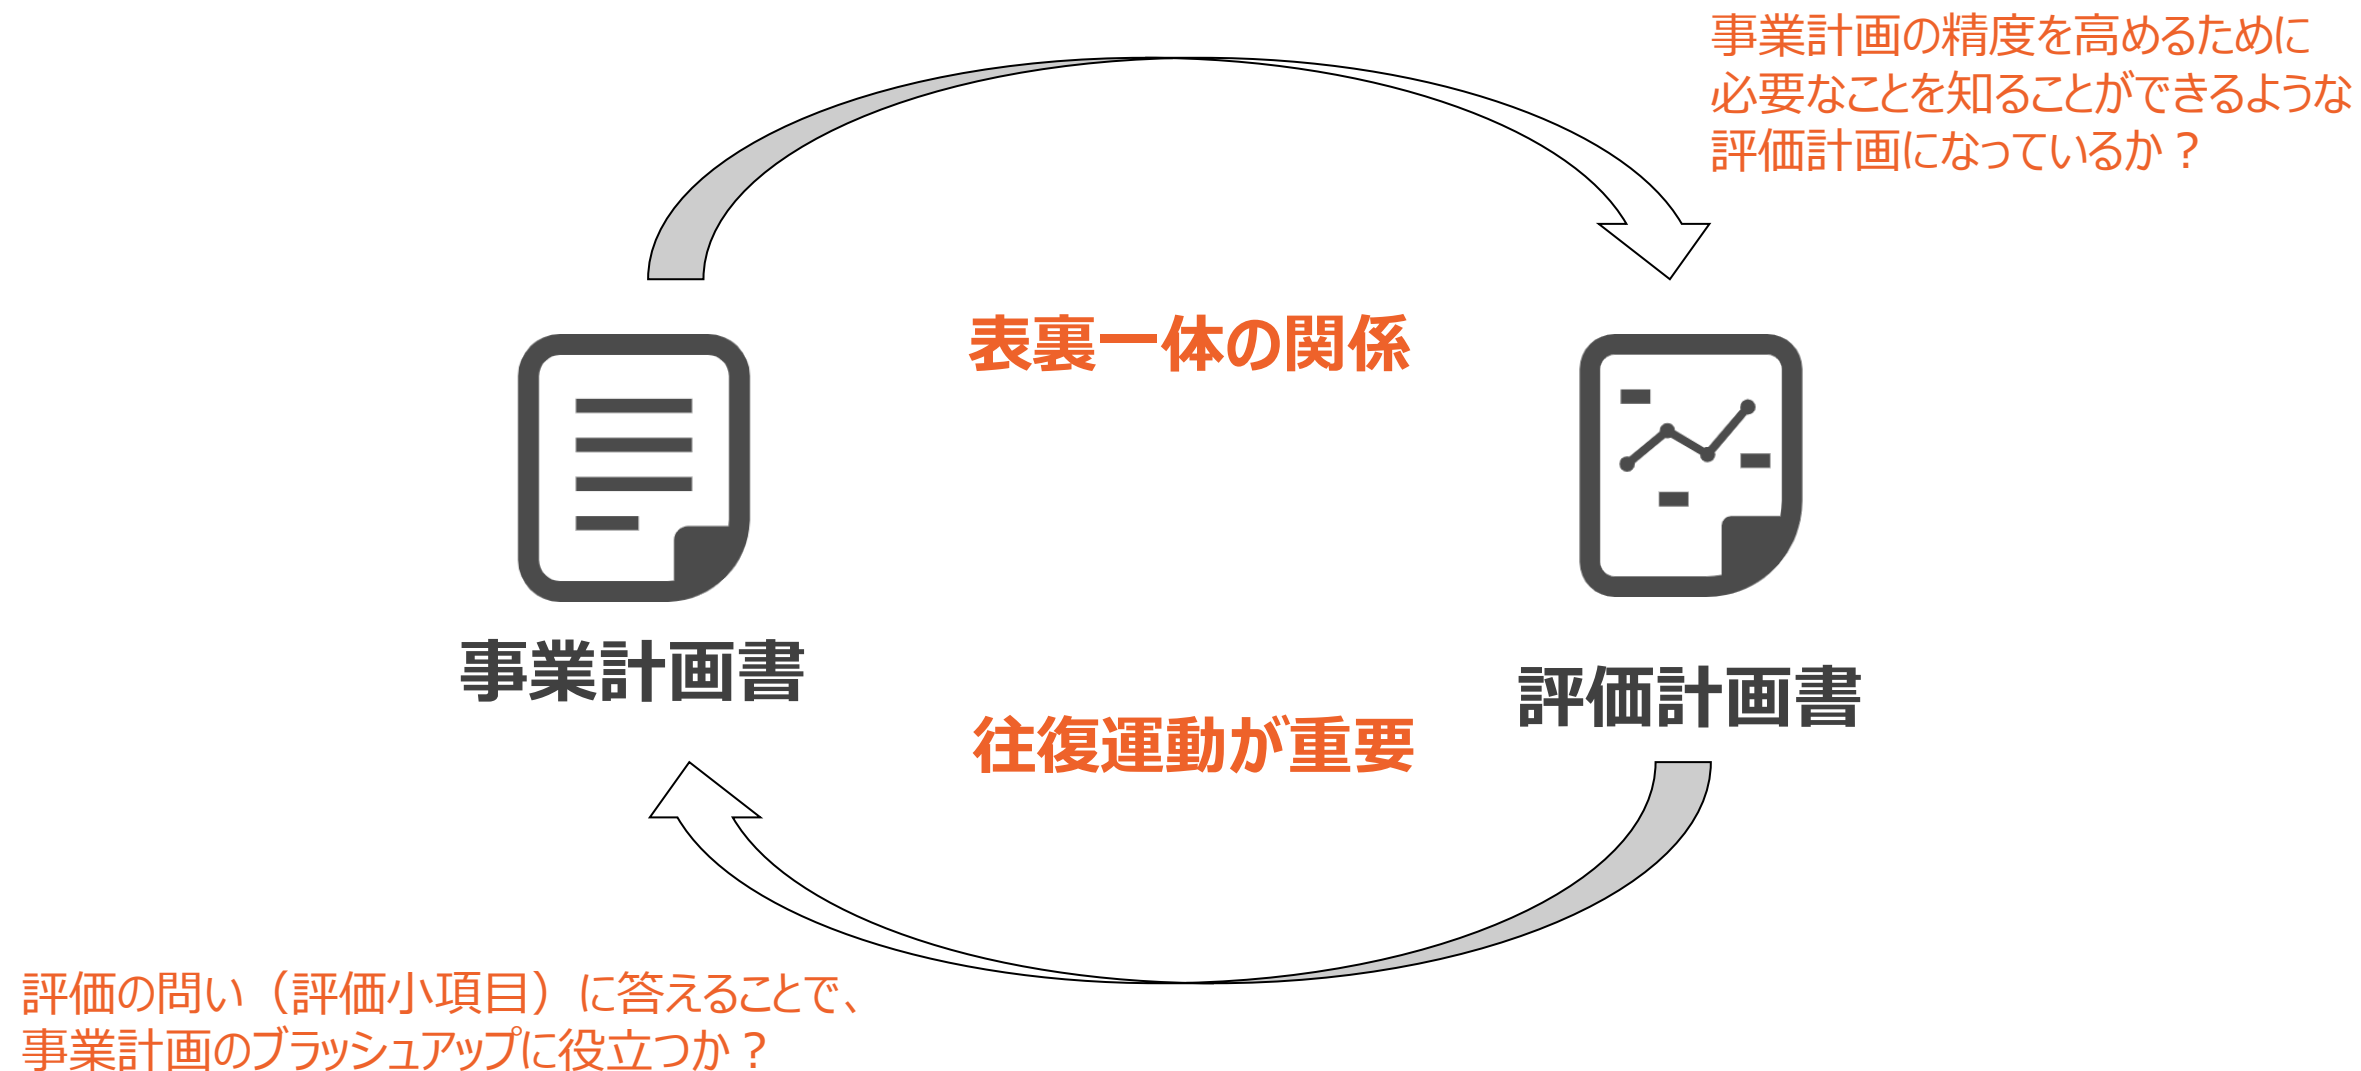 事業計画の精度を高めるために
必要なことを知ることができるような
評価計画になっているか？
表裏一体の関係
事業計画書
評価計画書
往復運動が重要
評価の問い（評価小項目）に答えることで、
事業計画のブラッシュアップに役立つか？